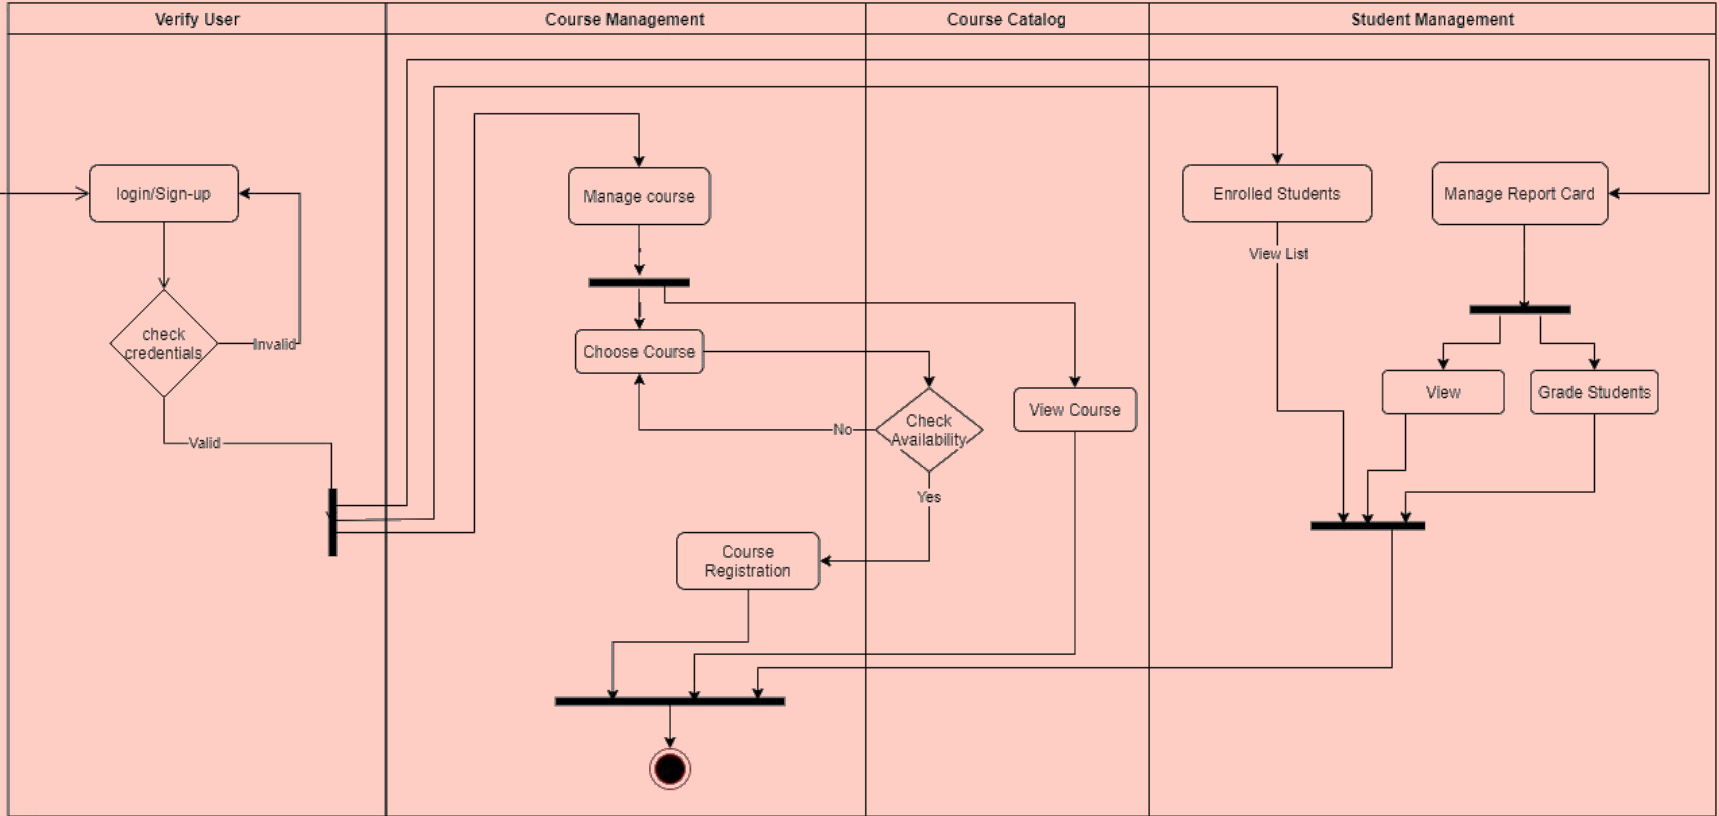 Verify User
Course Management
Course Catalog
Student Management
login/Sign-up
Manage course
Enrolled Students
Manage Report Card
View List
check
credentials
Invalid
Choose Course
View
Grade Students
View Course
Check
Availability
No
Valid
Yes
Course
Registration